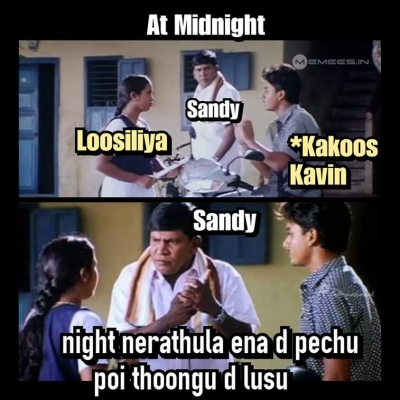 At Midnight
MEMEES.IN
Sandy
Loosiliya
*Kakoos
Kavin
Sandy
night nerathula ena d pechu
poi thoongu d lusu